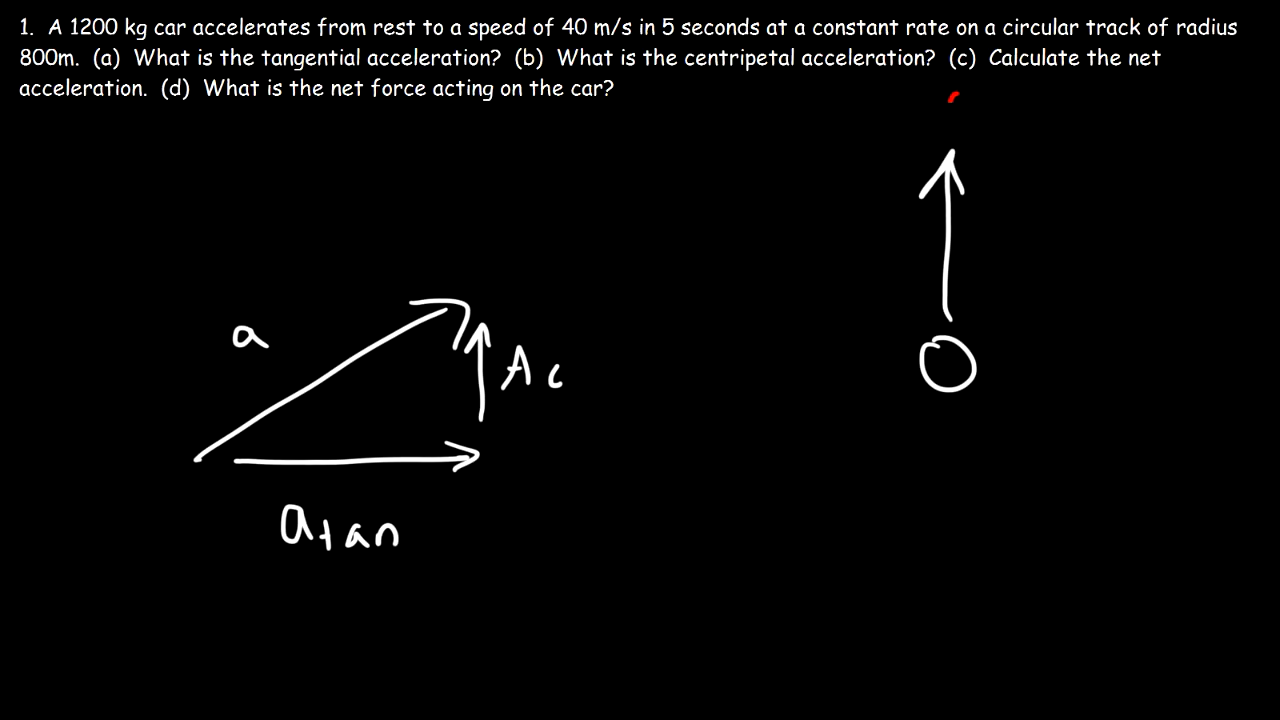 1. A 1200 kg car accelerates from rest to a speed of 40 m/s in 5 seconds at a constant rate on a circular track of radius
800m. (a) What is the tangential acceleration? (b) What is the centripetal acceleration? (c) Calculate the net
acceleration. (d) What is the net force acting on the car?
a
Ac
atan